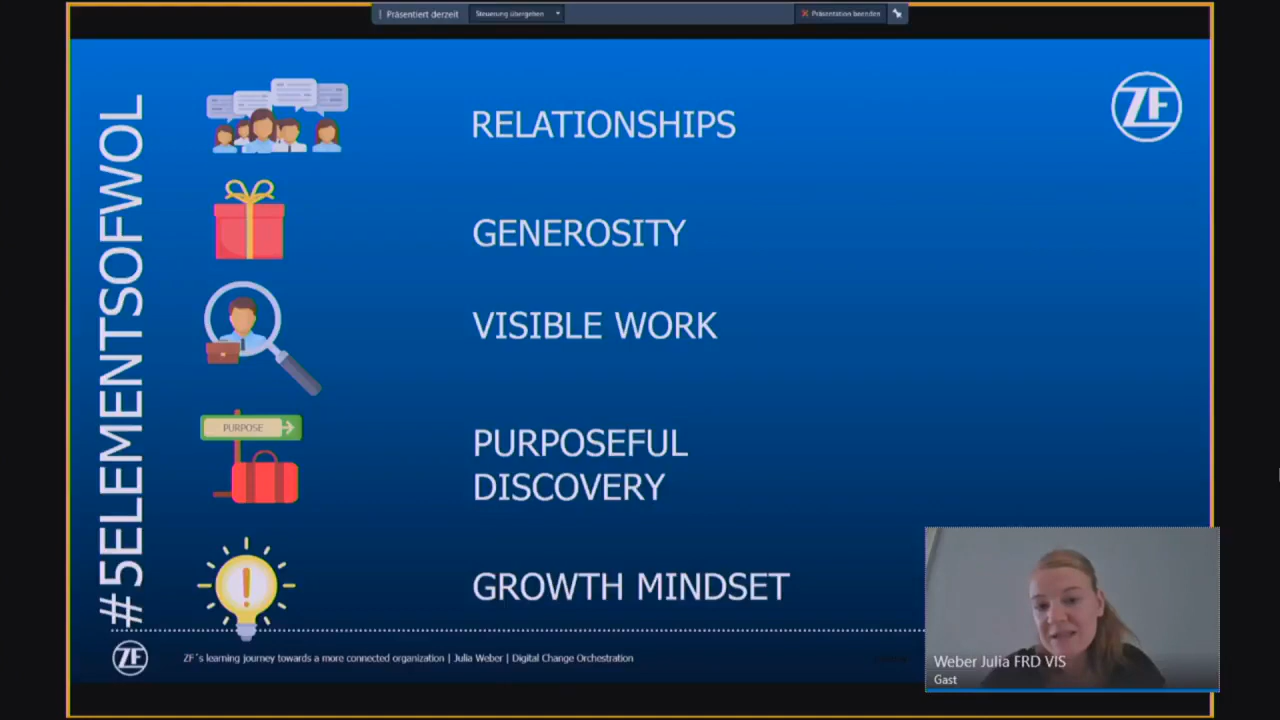 Präsentiert derzeit
Steuerung übergeben
Präsentation beenden
#5ELEMENTSOFWOL
RELATIONSHIPS
ZF
GENEROSITY
VISIBLE WORK
PURPOSE
PURPOSEFUL
DISCOVERY
GROWTH MINDSET
ZF
ZF´s learning journey towards a more connected organization | Julia Weber | Digital Change Orchestration
Weber Julia FRD VIS
Gast